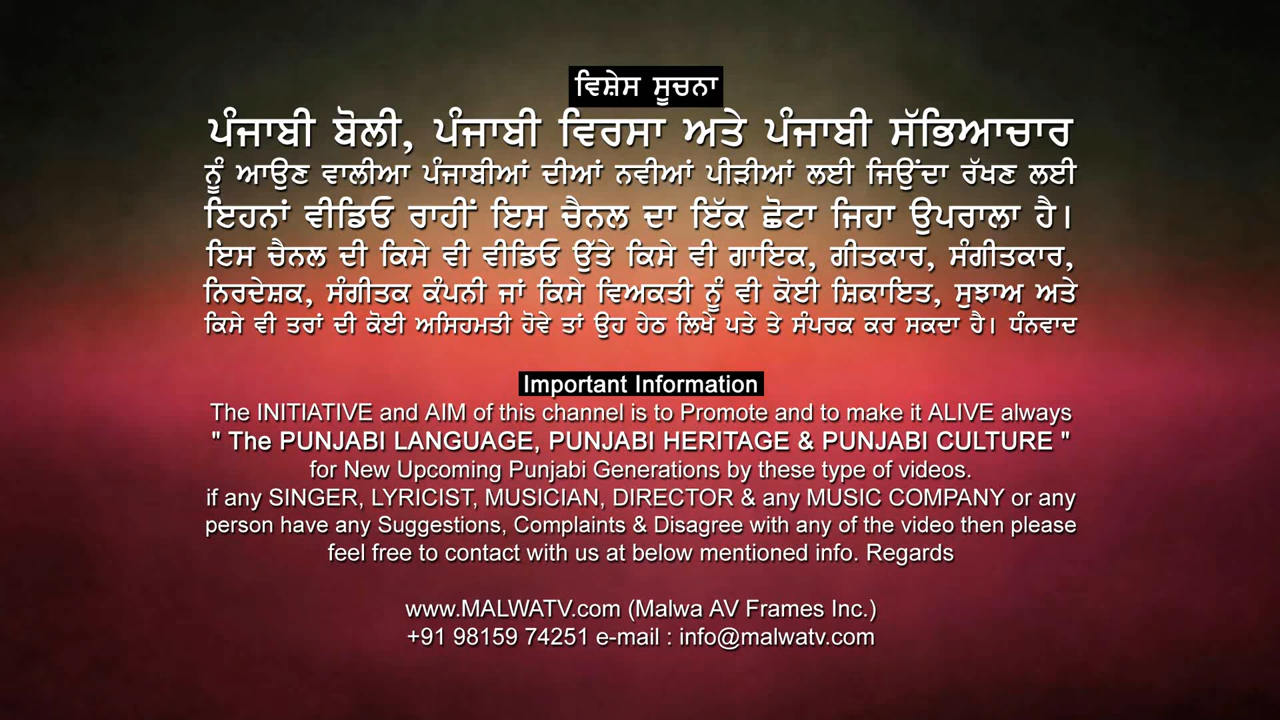 ਵਿਸ਼ੇਸ ਸੂਚਨਾ
ਪੰਜਾਬੀ ਬੋਲੀ, ਪੰਜਾਬੀ ਵਿਰਸਾ ਅਤੇ ਪੰਜਾਬੀ ਸੱਭਿਆਚਾਰ
ਨੂੰ ਆਉਣ ਵਾਲੀਆ ਪੰਜਾਬੀਆਂ ਦੀਆਂ ਨਵੀਆਂ ਪੀੜੀਆਂ ਲਈ ਜਿਉਂਦਾ ਰੱਖਣ ਲਈ
ਇਹਨਾਂ ਵੀਡਿਓ ਰਾਹੀਂ ਇਸ ਚੈਨਲ ਦਾ ਇੱਕ ਛੋਟਾ ਜਿਹਾ ਉਪਰਾਲਾ ਹੈ।
ਇਸ ਚੈਨਲ ਦੀ ਕਿਸੇ ਵੀ ਵੀਡਿਓ ਉੱਤੇ ਕਿਸੇ ਵੀ ਗਾਇਕ, ਗੀਤਕਾਰ, ਸੰਗੀਤਕਾਰ,
ਨਿਰਦੇਸ਼ਕ, ਸੰਗੀਤਕ ਕੰਪਨੀ ਜਾਂ ਕਿਸੇ ਵਿਅਕਤੀ ਨੂੰ ਵੀ ਕੋਈ ਸ਼ਿਕਾਇਤ, ਸੁਝਾਅ ਅਤੇ
ਕਿਸੇ ਵੀ ਤਰਾਂ ਦੀ ਕੋਈ ਅਸਿਹਮਤੀ ਹੋਵੇ ਤਾਂ ਉਹ ਹੇਠ ਲਿਖੇ ਪਤੇ ਤੇ ਸੰਪਰਕ ਕਰ ਸਕਦਾ ਹੈ। ਧੰਨਵਾਦ
Important Information
The INITIATIVE and AIM of this channel is to Promote and to make it ALIVE always
" The PUNJABI LANGUAGE, PUNJABI HERITAGE & PUNJABI CULTURE "
for New Upcoming Punjabi Generations by these type of videos.
if any SINGER, LYRICIST, MUSICIAN, DIRECTOR & any MUSIC COMPANY or any
person have any Suggestions, Complaints & Disagree with any of the video then please
feel free to contact with us at below mentioned info. Regards
www.MALWATV.com (Malwa AV Frames Inc.)
+91 98159 74251 e-mail : info@malwatv.com